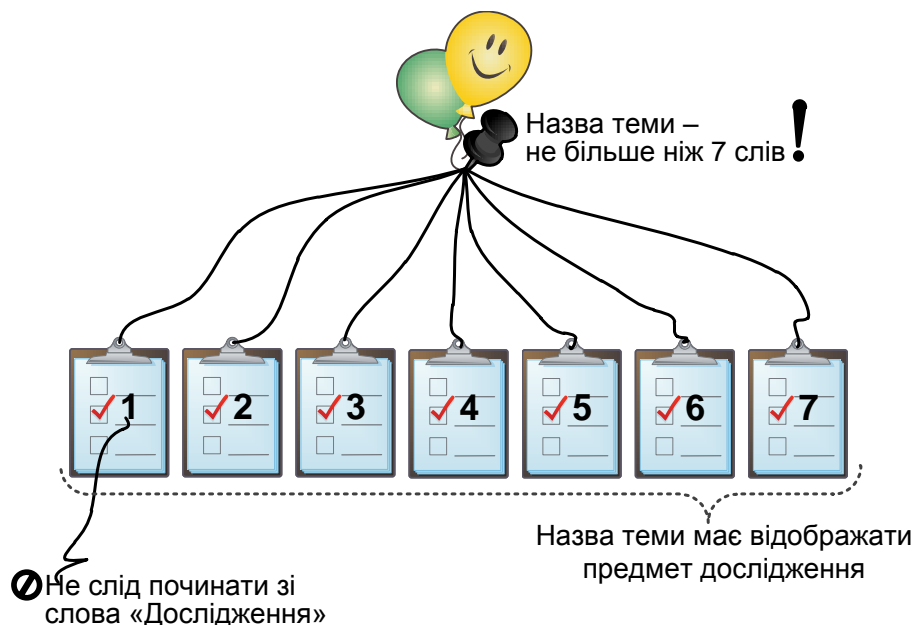 Назва теми –
не більше ніж 7 слів !
1 2 3 4 5 6 7
Назва теми має відображати
предмет дослідження
Не слід починати зі
слова «Дослідження»